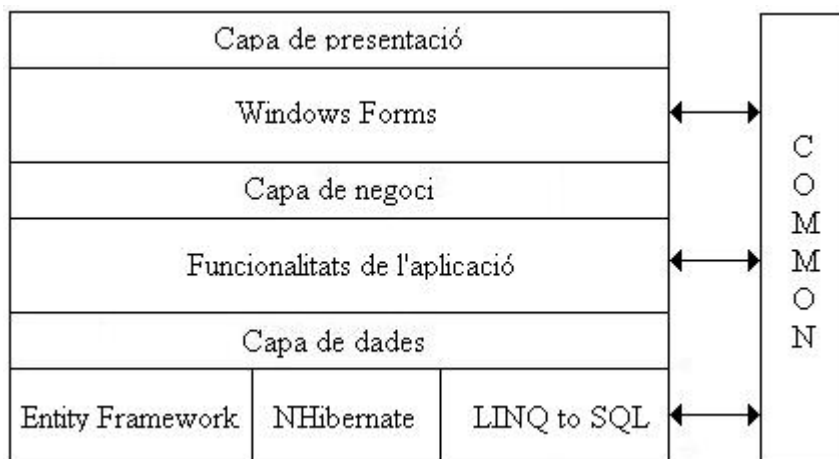 Capa de presentació
Windows Forms
Capa de negoci
Funcionalitats de l'aplicació
Capa de dades
Entity Framework
NHibernate
LINQ to SQL
C
O
M
M
O
N